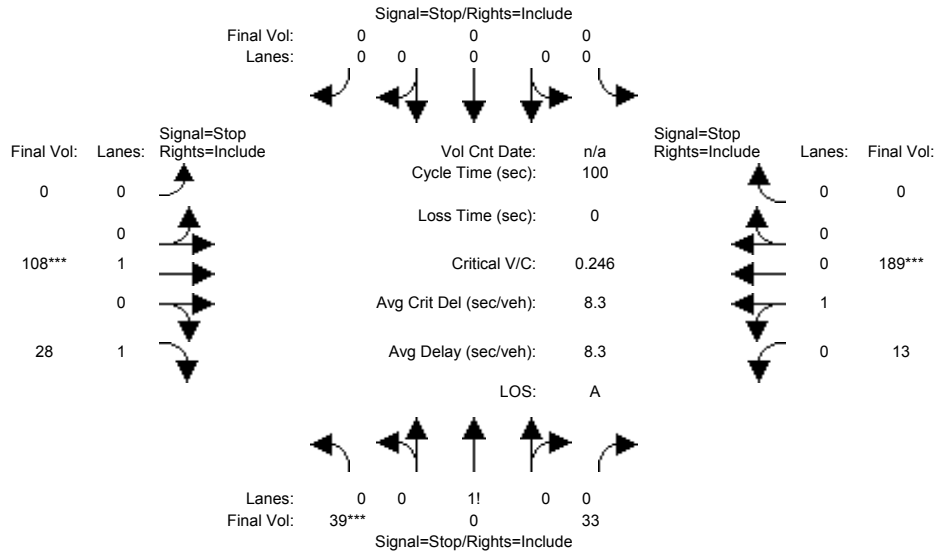 Signal=Stop/Rights=Include
Final Vol: 0 0 0
Lanes: 0 0 0 0 0
Signal=Stop Signal=Stop
Final Vol: Lanes: Rights=Include Vol Cnt Date: n/a Rights=Include Lanes: Final Vol:
Cycle Time (sec): 100
0 0 0 0
Loss Time (sec): 0
0 0
108*** 1 Critical V/C: 0.246 0 189***
0 Avg Crit Del (sec/veh): 8.3 1
28 1 Avg Delay (sec/veh): 8.3 0 13
LOS: A
Lanes: 0 0 1! 0 0
Final Vol: 39*** 0 33
Signal=Stop/Rights=Include